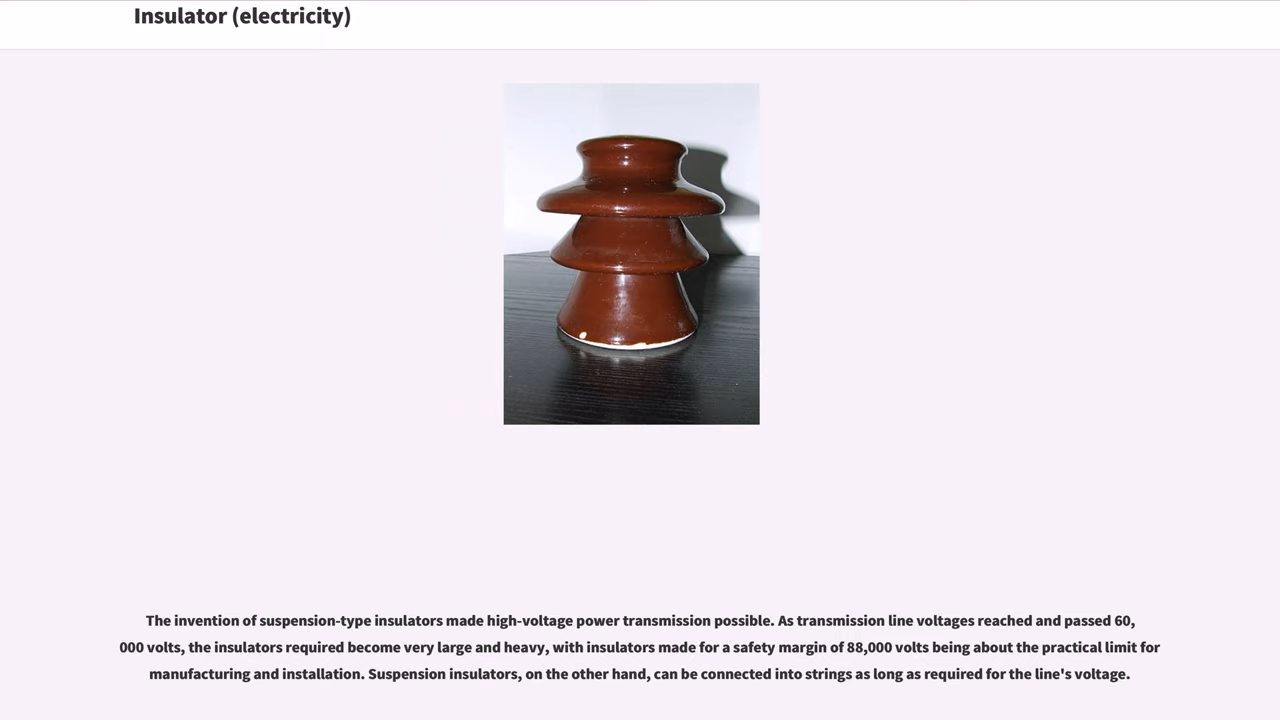 Insulator (electricity)
The invention of suspension-type insulators made high-voltage power transmission possible. As transmission line voltages reached and passed 60,
000 volts, the insulators required become very large and heavy, with insulators made for a safety margin of 88,000 volts being about the practical limit for
manufacturing and installation. Suspension insulators, on the other hand, can be connected into strings as long as required for the line's voltage.